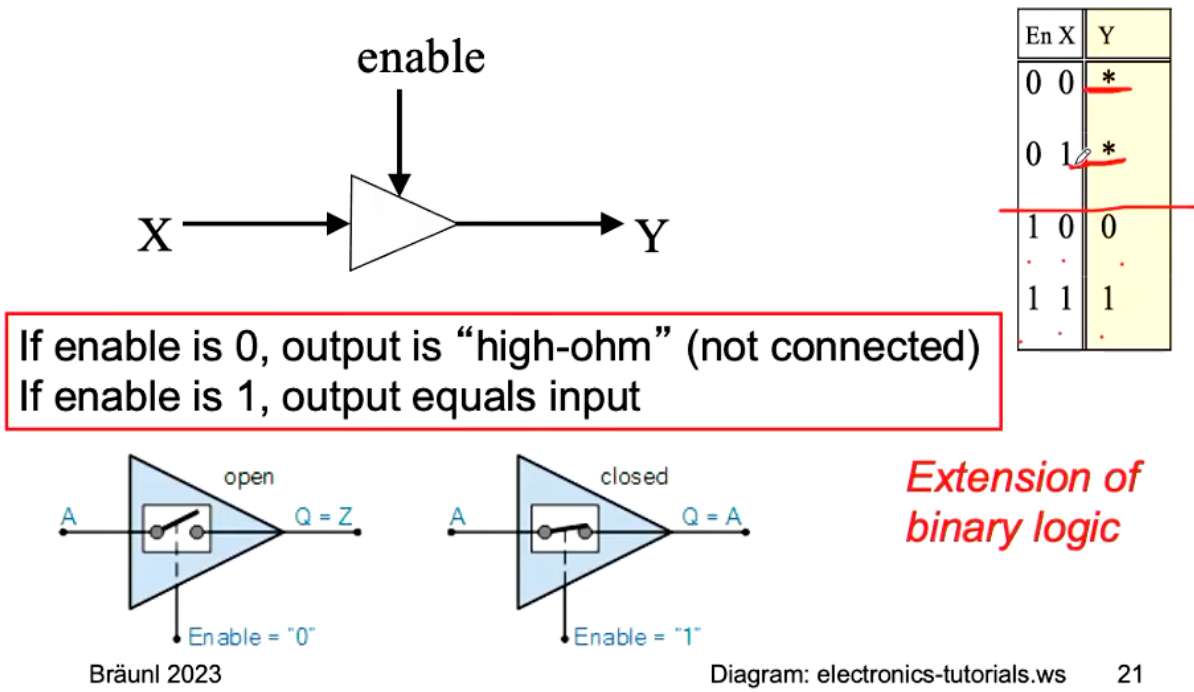 enable
X
Y
En X Y
0 0 *
0 1 *
1 0 0
1 1 1
If enable is 0, output is “high-ohm” (not connected)
If enable is 1, output equals input
open
A
Q = Z
Enable = "0"
closed
A
Q = A
Enable = "1"
Extension of
binary logic
Bräunl 2023
Diagram: electronics-tutorials.ws
21